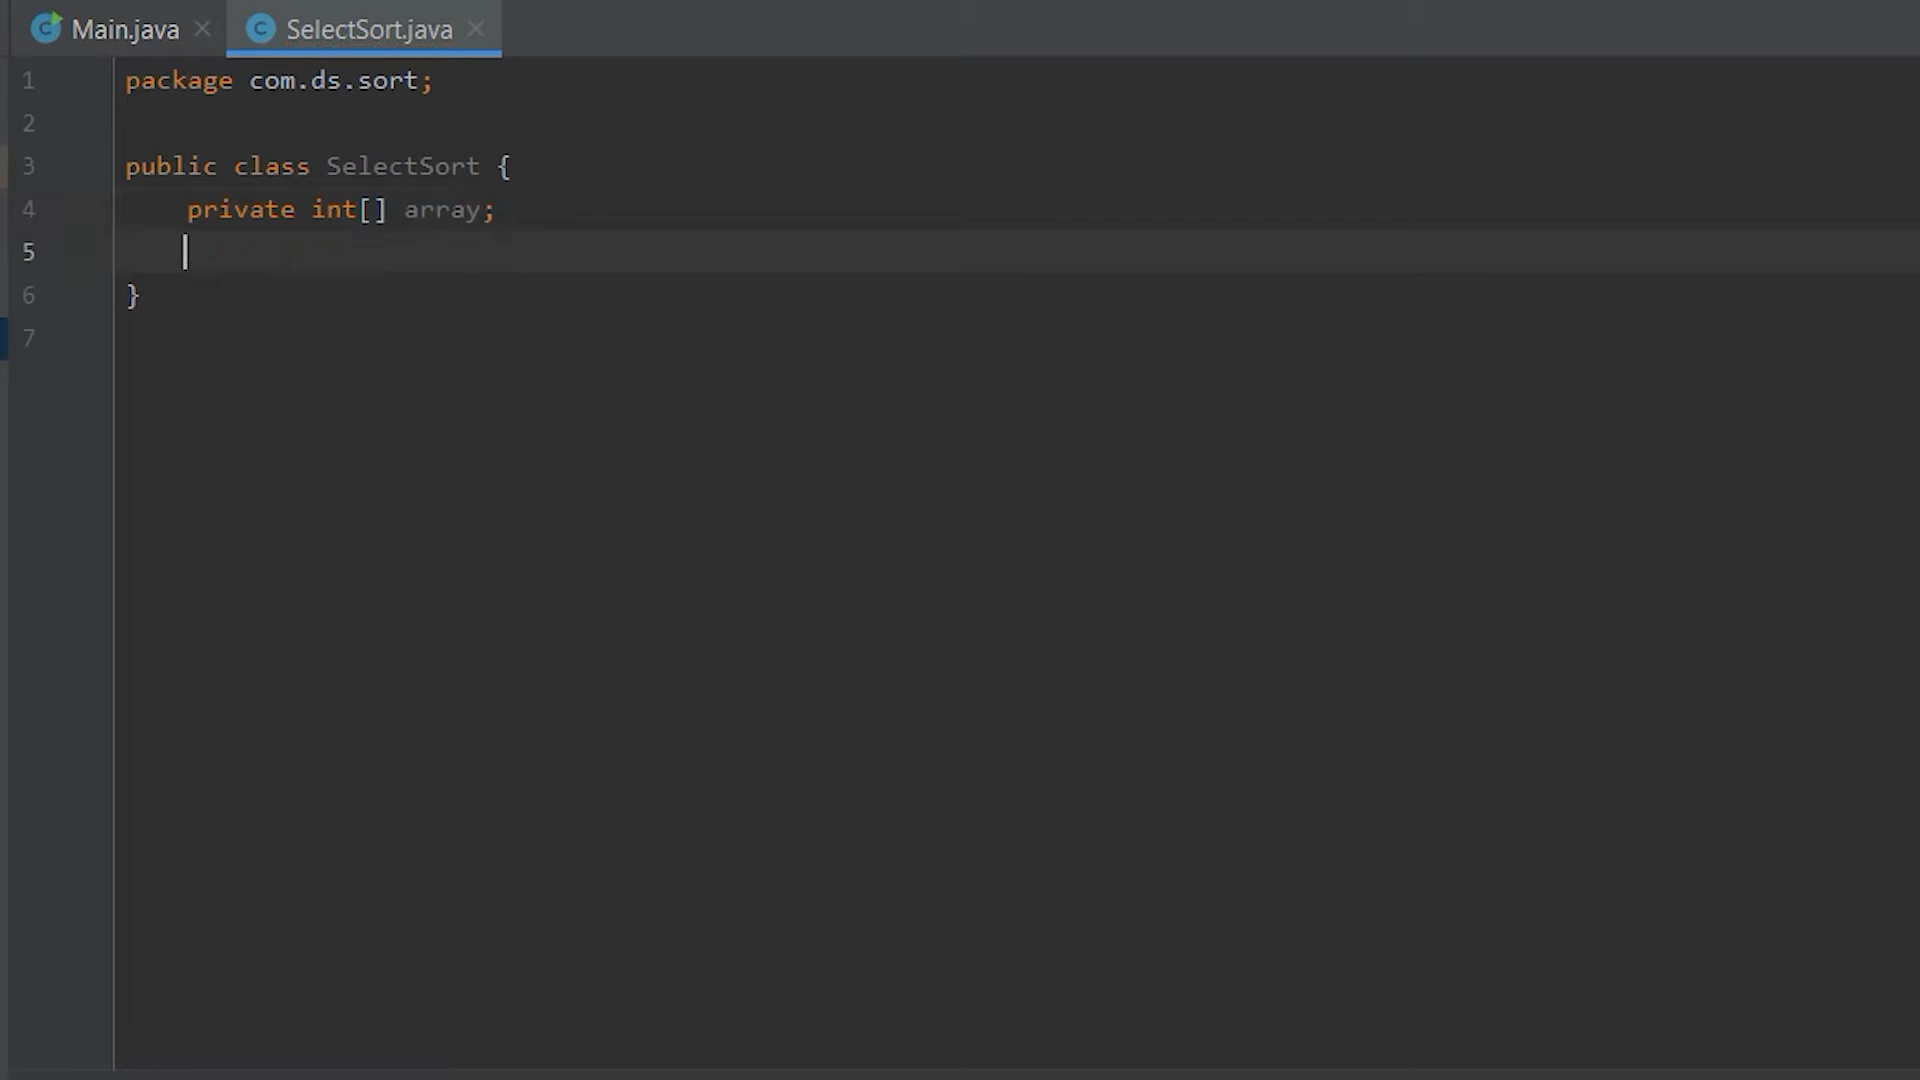 Main.java
SelectSort.java
1 package com.ds.sort;
2
3 public class SelectSort {
4     private int[] array;
5
6 }
7